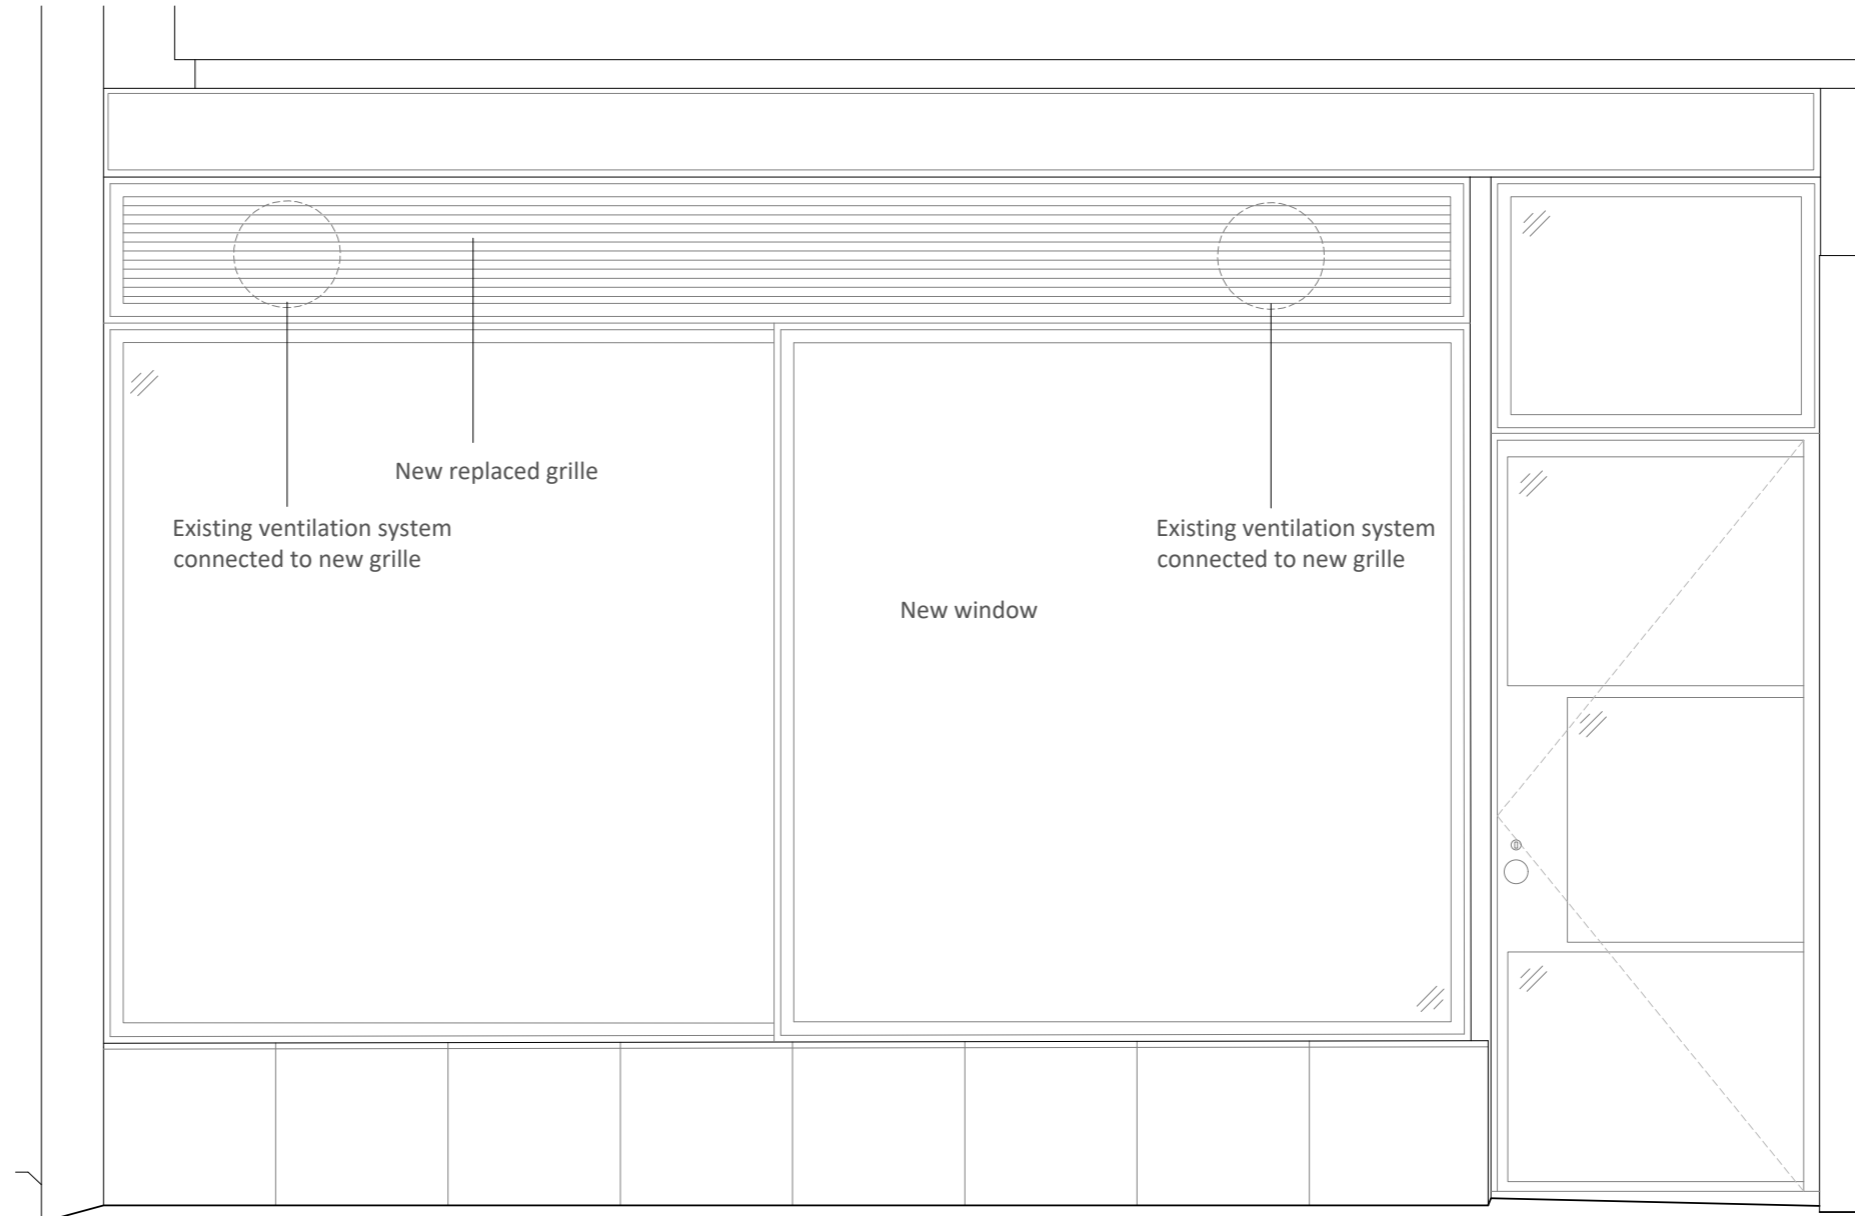 New replaced grille
Existing ventilation system
connected to new grille
Existing ventilation system
connected to new grille
New window